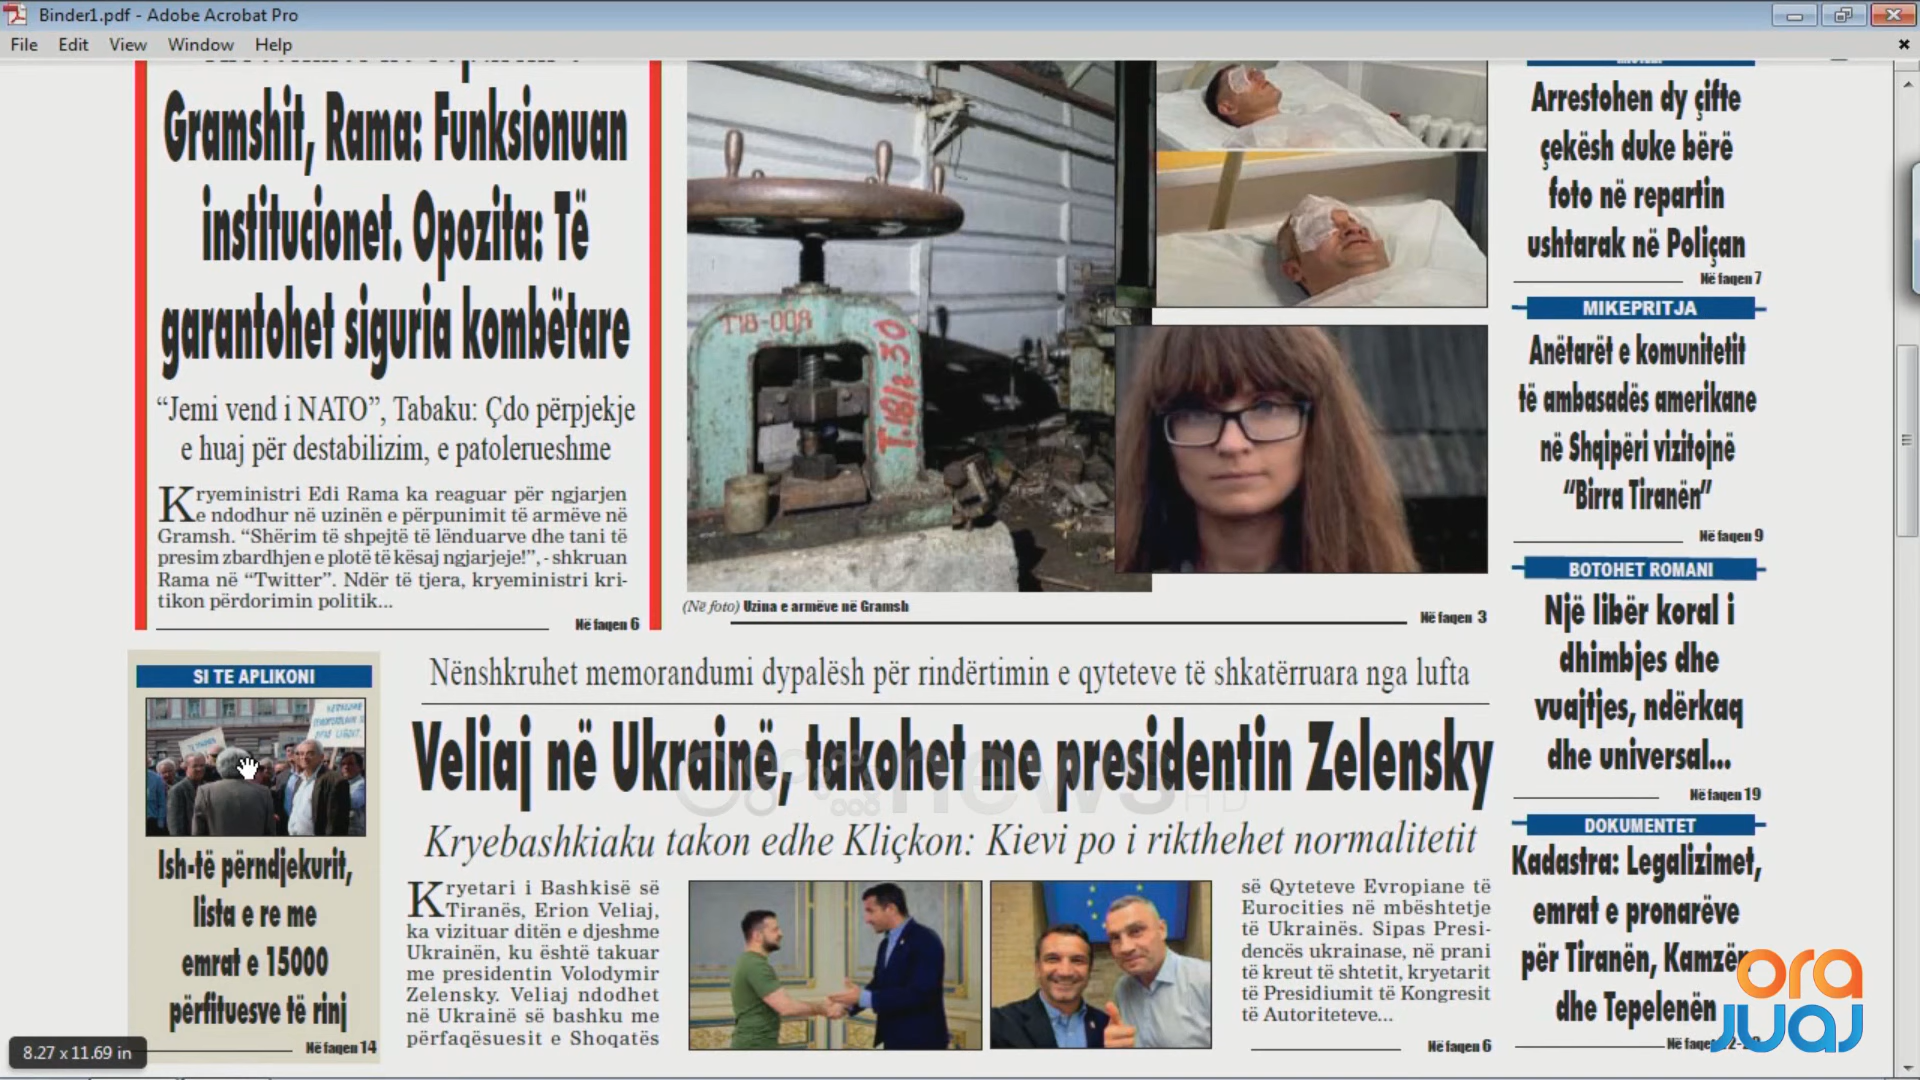 Binder1.pdf - Adobe Acrobat Pro
File Edit View Window Help
Gramshit, Rama: Funksionuan
institucionet. Opozita: Të
garantohet siguria kombëtare
“Jemi vend i NATO”, Tabaku: Çdo përpjekje
e huaj për destabilizim, e patolerueshme
Kryeministri Edi Rama ka reaguar për ngjarjen
e ndodhur në uzinën e përpunimit të armëve në
Gramsh. “Shërim të shpejtë të lënduarve dhe tani të
presim zbardhjen e plotë të kësaj ngjarjeje!”, - shkruan
Rama në “Twitter”. Ndër të tjera, kryeministri kri-
tikon përdorimin politik...
Në faqen 6
T18-008
T.18/2-30
(Në foto) Uzina e armëve në Gramsh
Në faqen 3
Arrestohen dy çifte
çekësh duke bërë
foto në repartin
ushtarak në Poliçan
Në faqen 7
MIKEPRITJA
Anëtarët e komunitetit
të ambasadës amerikane
në Shqipëri vizitojnë
“Birra Tiranën”
Në faqen 9
BOTOHET ROMANI
Një libër koral i
dhimbjes dhe
vuajtjes, ndërkaq
dhe universal...
Në faqen 19
DOKUMENTET
Kadastra: Legalizimet,
emrat e pronarëve
për Tiranën, Kamzën
dhe Tepelenën
Në faqe
SI TE APLIKONI
Ish-të përndjekurit,
lista e re me
emrat e 15000
përfituesve të rinj
Në faqen 14
Nënshkruhet memorandumi dypalësh për rindërtimin e qyteteve të shkatërruara nga lufta
Veliaj në Ukrainë, takohet me presidentin Zelensky
Kryebashkiaku takon edhe Kliçkon: Kievi po i rikthehet normalitetit
Kryetari i Bashkisë së
Tiranës, Erion Veliaj,
ka vizituar ditën e djeshme
Ukrainën, ku është takuar
me presidentin Volodymir
Zelensky. Veliaj ndodhet
në Ukrainë së bashku me
përfaqësuesit e Shoqatës
së Qyteteve Evropiane të
Eurocities në mbështetje
të Ukrainës. Sipas Presi-
dencës ukrainase, në prani
të kreut të shtetit, kryetarit
të Presidiumit të Kongresit
të Autoriteteve...
Në faqen 6
news HD
ora
juaj
8.27 x 11.69 in